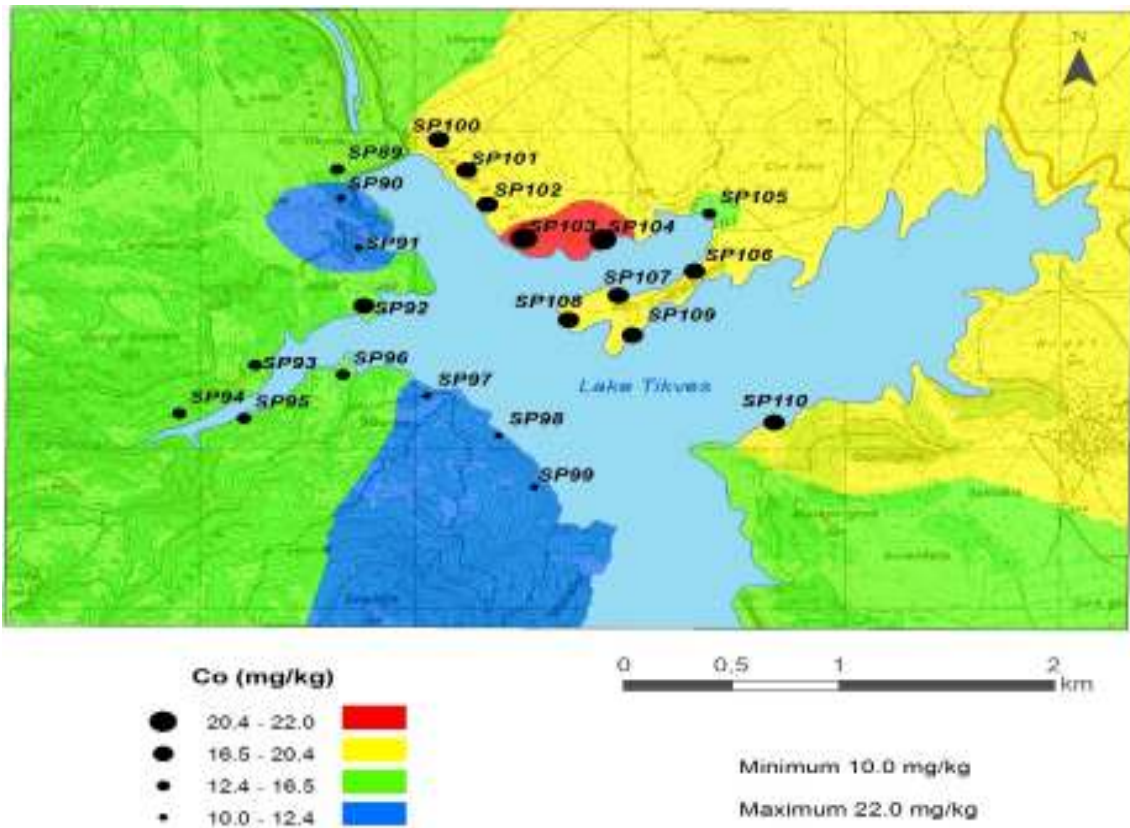 N
SP100
SP89
SP101
SP90
SP102
SP105
SP103
SP104
SP91
SP106
SP107
SP92
SP108
SP109
SP93
SP96
SP97
Lake Tikves
SP94
SP95
SP110
SP98
SP99
Co (mg/kg)
0 0,5 1 2
km
20.4 - 22.0
16.5 - 20.4
12.4 - 16.5
10.0 - 12.4
Minimum 10.0 mg/kg
Maximum 22.0 mg/kg